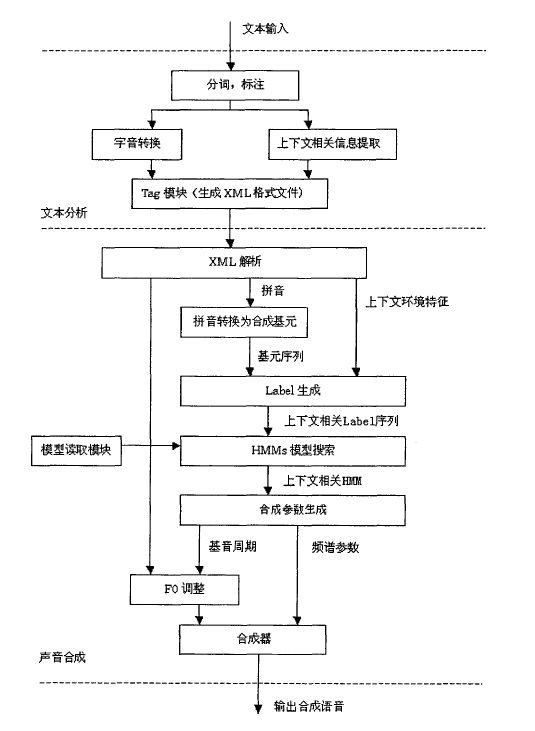 文本输入
分词，标注
字音转换
上下文相关信息提取
Tag 模块（生成 XML 格式文件）
文本分析
XML 解析
拼音
上下文环境特征
拼音转换为合成基元
基元序列
Label 生成
上下文相关Label序列
模型读取模块
HMMs 模型搜索
上下文相关HMM
合成参数生成
基音周期
频谱参数
F0 调整
合成器
声音合成
输出合成语音